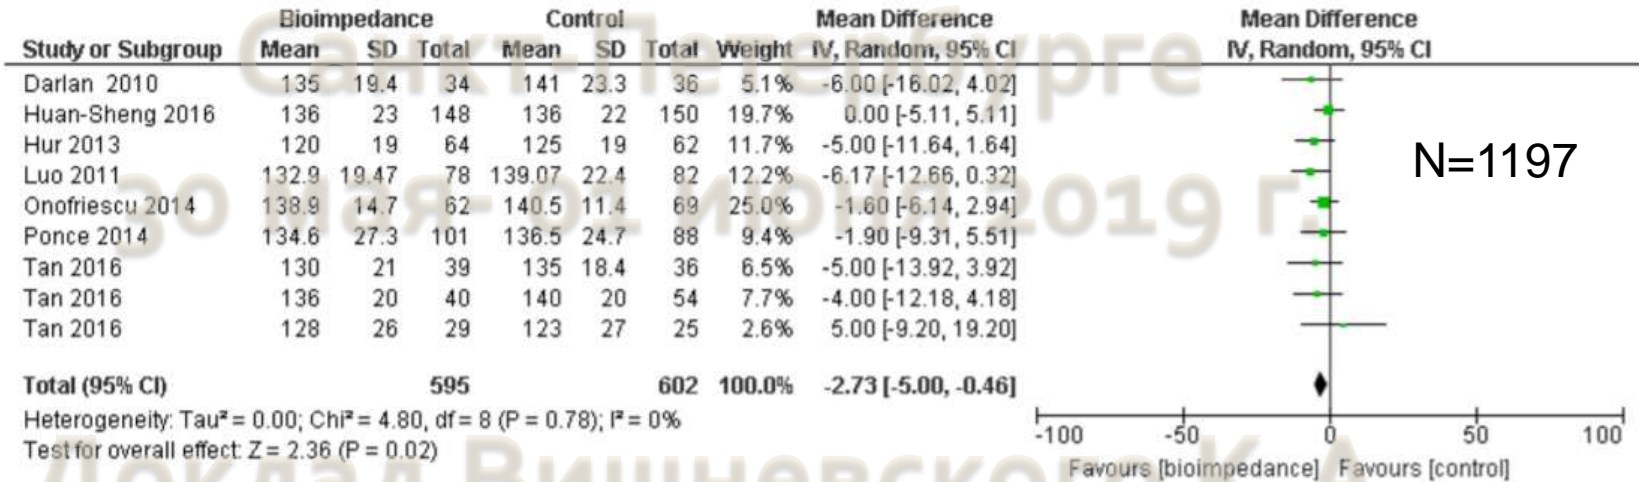 Bioimpedance Control Mean Difference Mean Difference
Study or Subgroup Mean SD Total Mean SD Total Weight IV, Random, 95% CI IV, Random, 95% CI
Darlan 2010 135 19.4 34 141 23.3 36 5.1% -6.00 [-16.02, 4.02]
Huan-Sheng 2016 136 23 148 136 22 150 19.7% 0.00 [-5.11, 5.11]
Hur 2013 120 19 64 125 19 62 11.7% -5.00 [-11.64, 1.64]
Luo 2011 132.9 19.47 78 139.07 22.4 82 12.2% -6.17 [-12.66, 0.32]
Onofriescu 2014 138.9 14.7 62 140.5 11.4 69 25.0% -1.60 [-6.14, 2.94]
Ponce 2014 134.6 27.3 101 136.5 24.7 88 9.4% -1.90 [-9.31, 5.51]
Tan 2016 130 21 39 135 18.4 36 6.5% -5.00 [-13.92, 3.92]
Tan 2016 136 20 40 140 20 54 7.7% -4.00 [-12.18, 4.18]
Tan 2016 128 26 29 123 27 25 2.6% 5.00 [-9.20, 19.20]
N=1197
Total (95% CI) 595 602 100.0% -2.73 [-5.00, -0.46]
Heterogeneity: Tau² = 0.00; Chi² = 4.80, df = 8 (P = 0.78); I² = 0%
Test for overall effect: Z = 2.36 (P = 0.02)
-100 -50 0 50 100
Favours [bioimpedance] Favours [control]
Санкт-Петербурге
30 мая- 01 июня 2019 г.
Доклад Вишневского К.А.